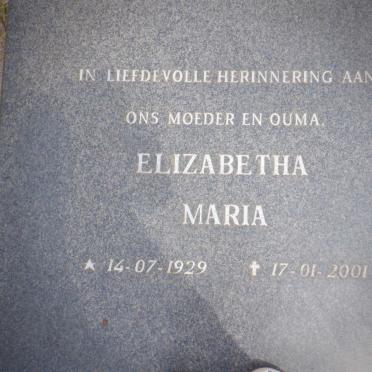 IN LIEFDEVOLLE HERINNERING AAN
ONS MOEDER EN OUMA.
ELIZABETHA
MARIA
★ 14-07-1929 ✝ 17-01-2001